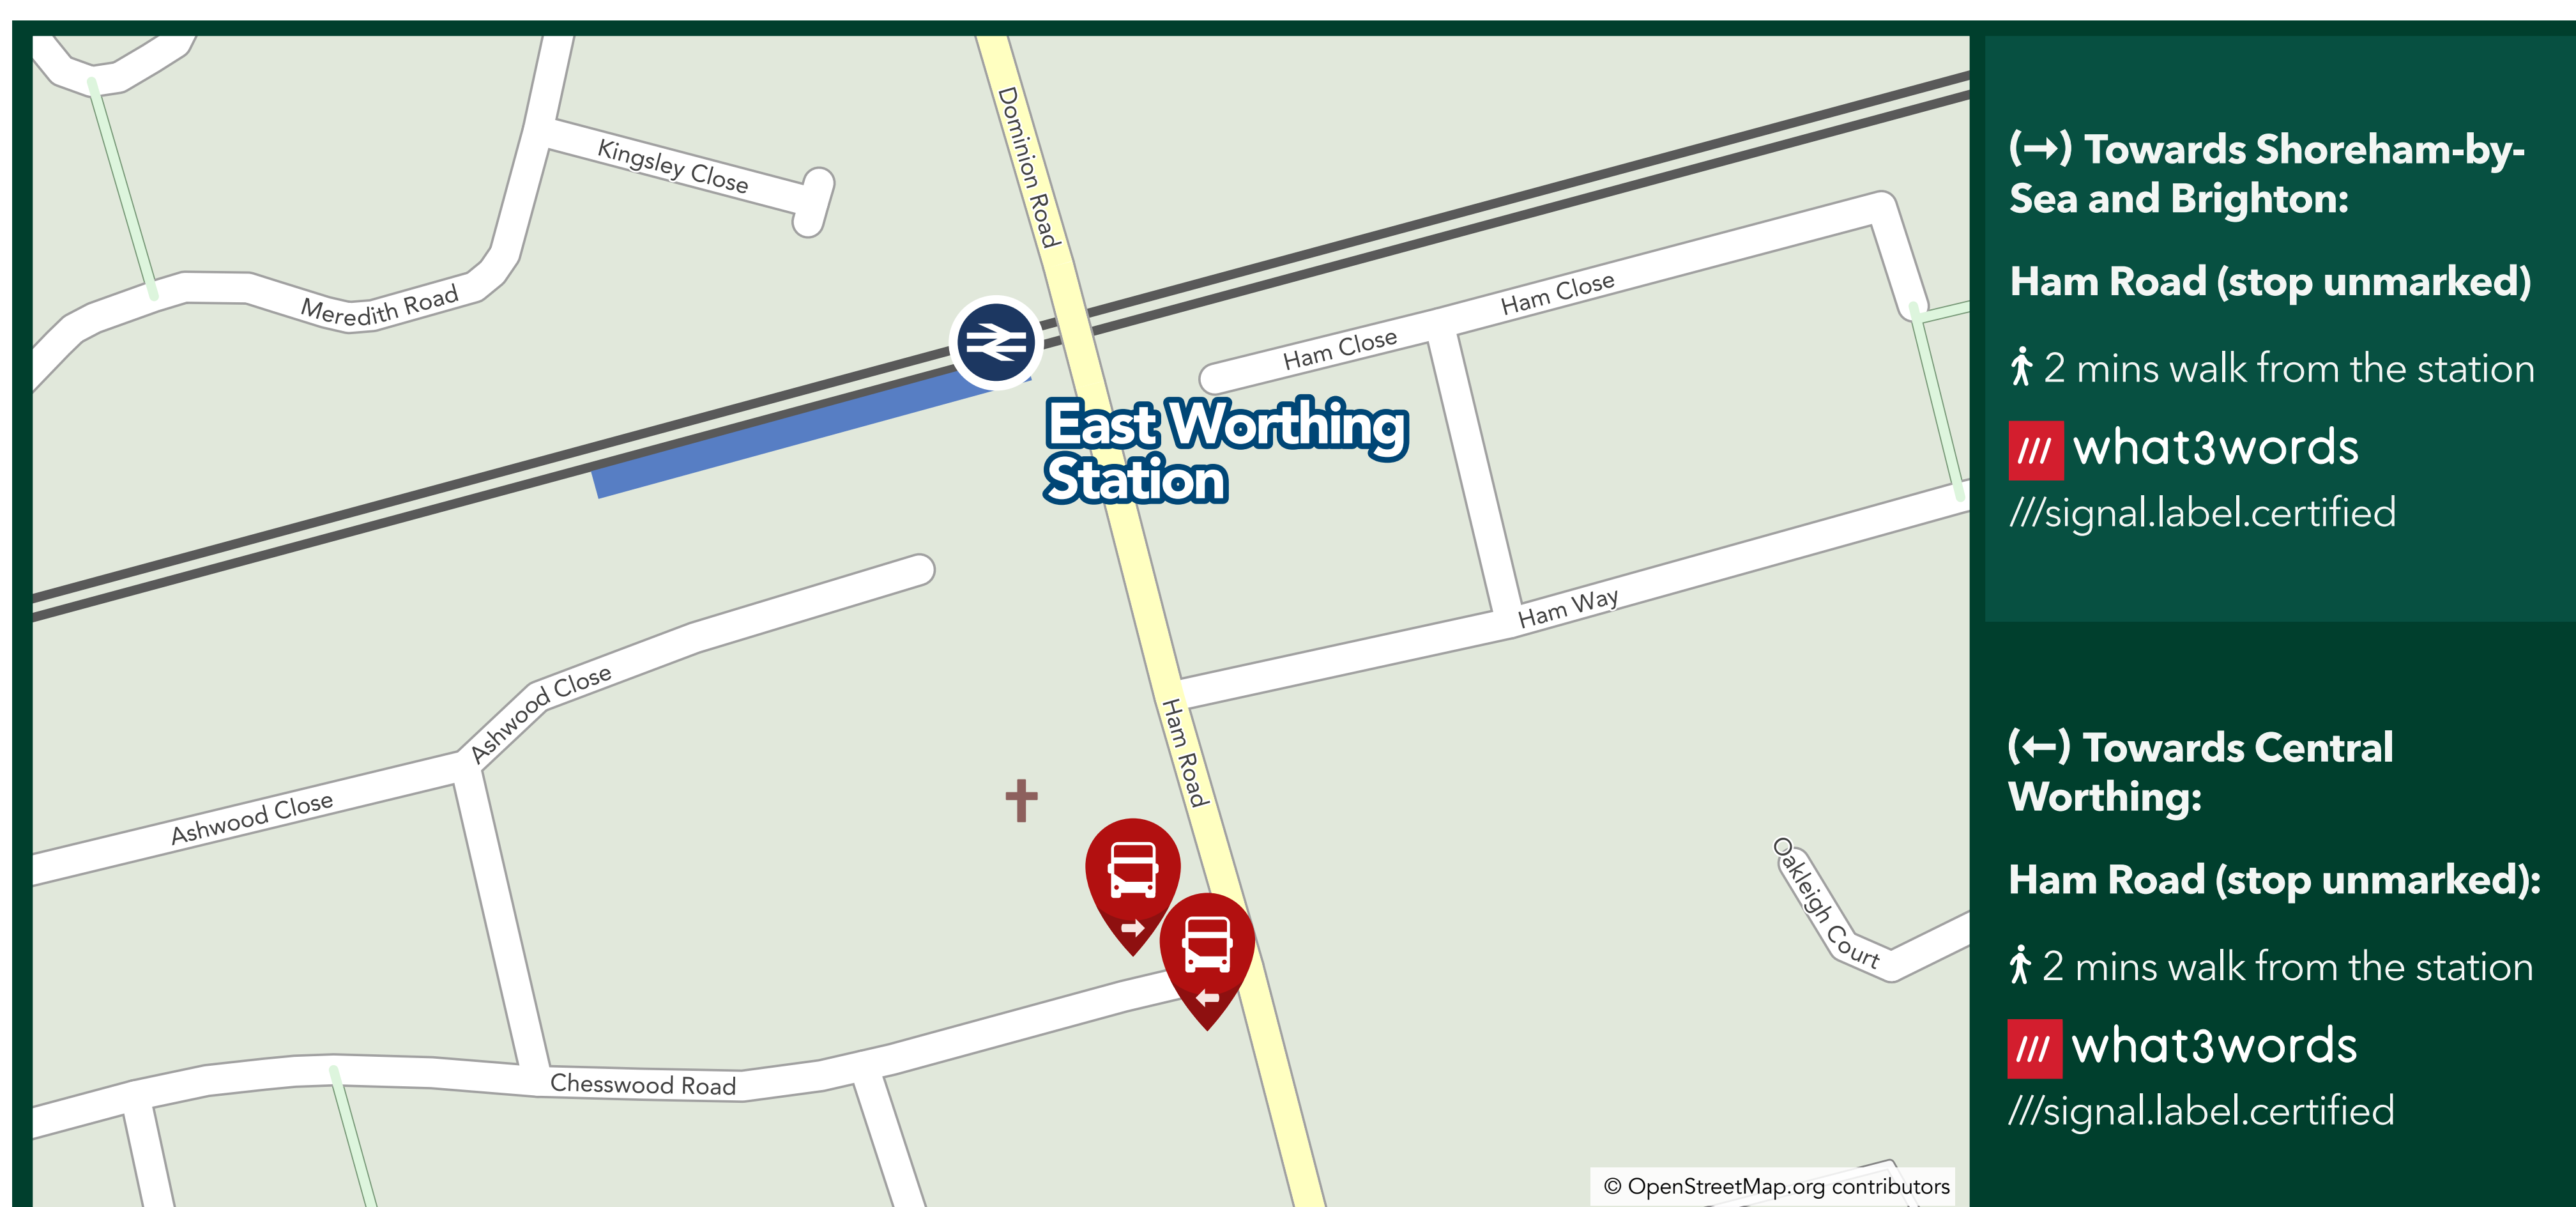 Dominion Road
Kingsley Close
Meredith Road
Ham Close
Ham Close
East Worthing
Station
Ham Way
Ham Road
Ashwood Close
Ashwood Close
Oakleigh Court
Chesswood Road
© OpenStreetMap.org contributors
(→) Towards Shoreham-by-
Sea and Brighton:
Ham Road (stop unmarked)
2 mins walk from the station
/// what3words
///signal.label.certified
(←) Towards Central
Worthing:
Ham Road (stop unmarked):
2 mins walk from the station
/// what3words
///signal.label.certified